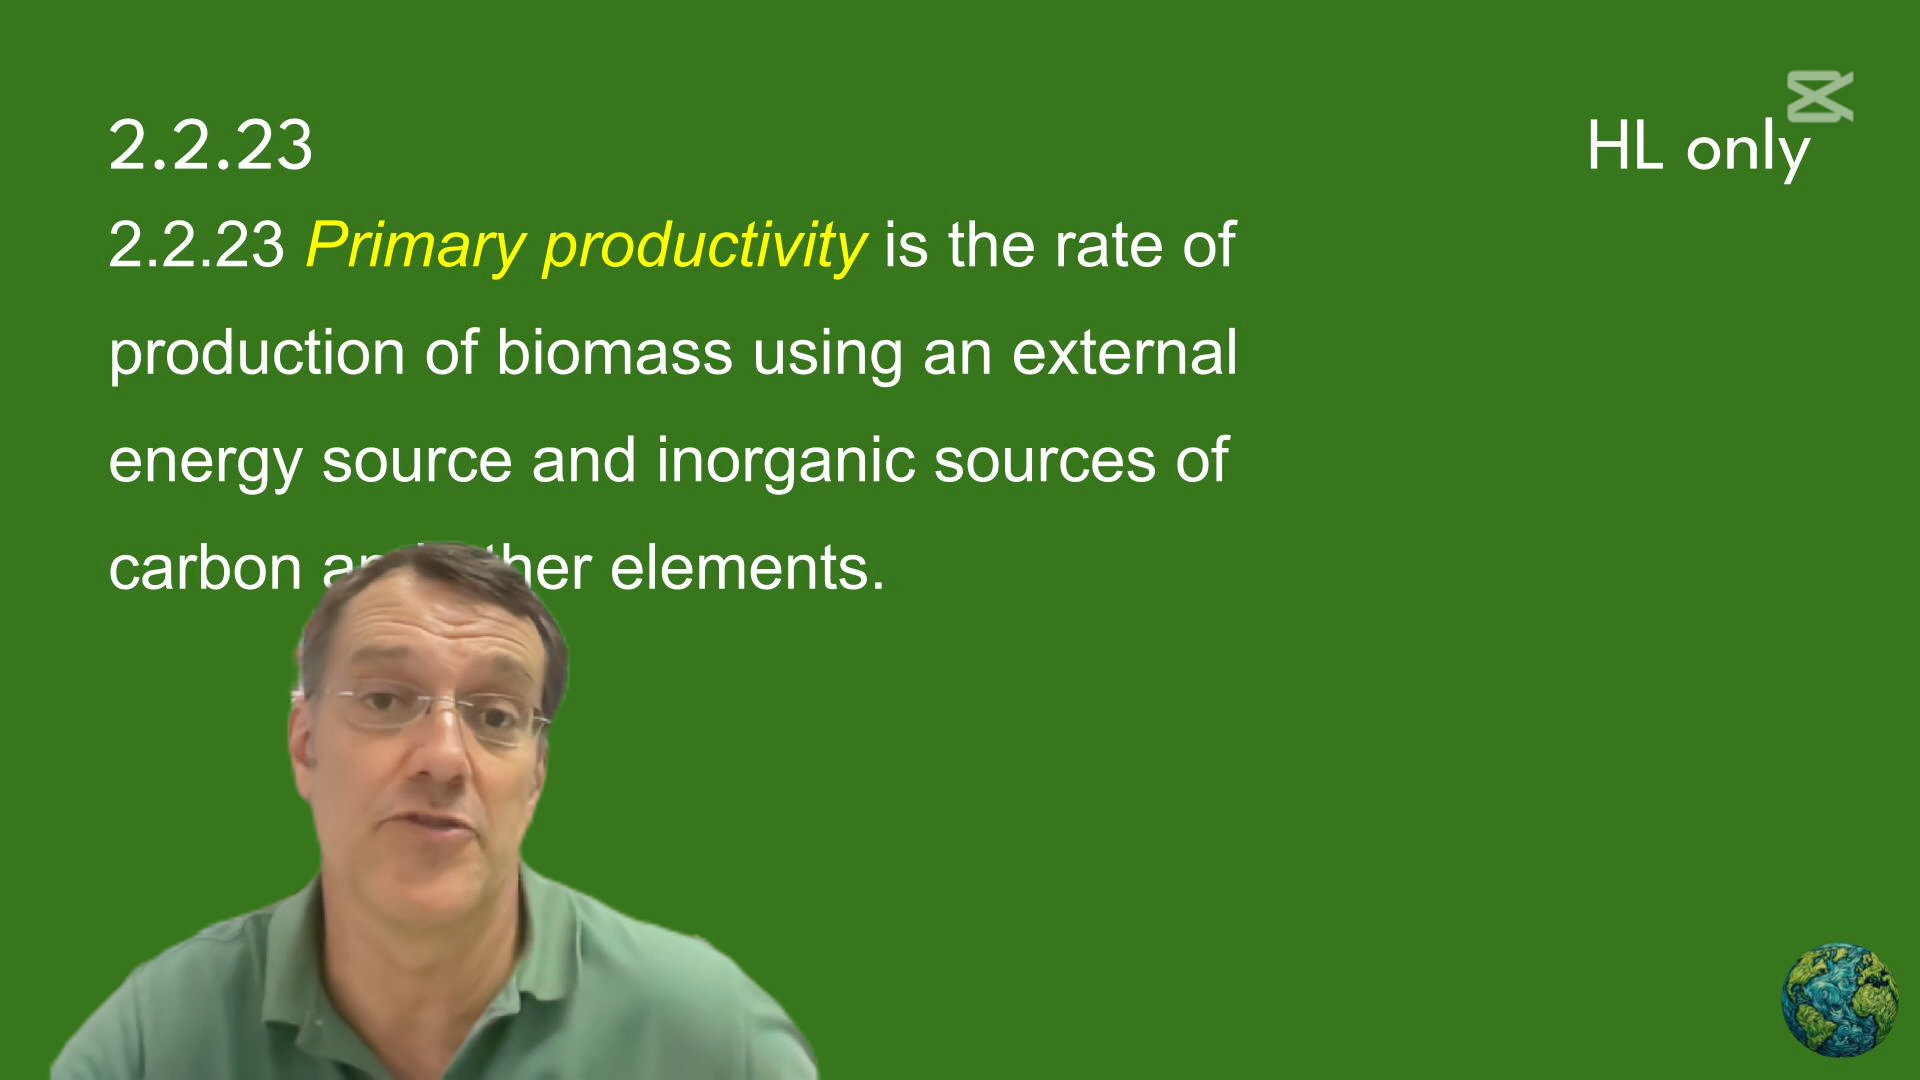 2.2.23
HL only
2.2.23 Primary productivity is the rate of
production of biomass using an external
energy source and inorganic sources of
carbon elements.